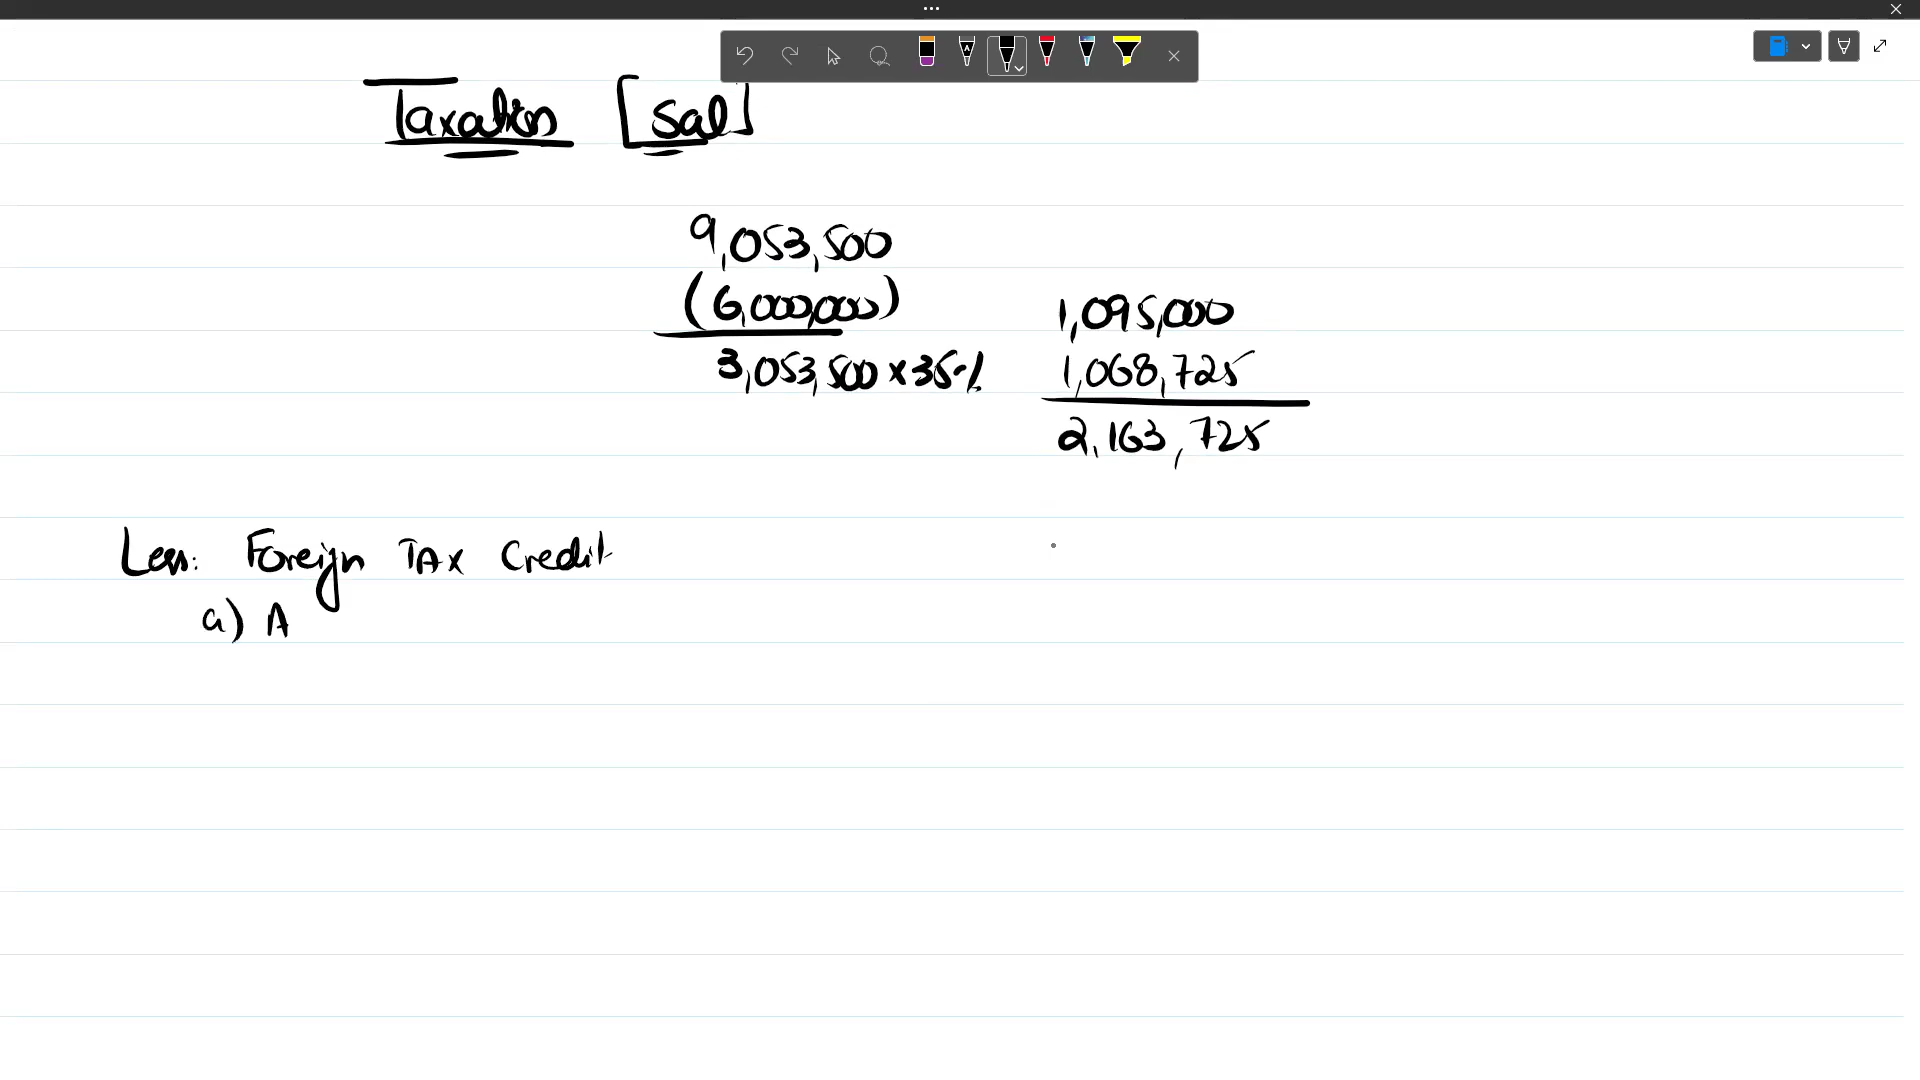 Taxation [Sal]
9,053,500
(6,000,000) 1,095,000
3,053,500 x 35% 1,068,725
2,163,725
Less: Foreign TAX Credit
a) A